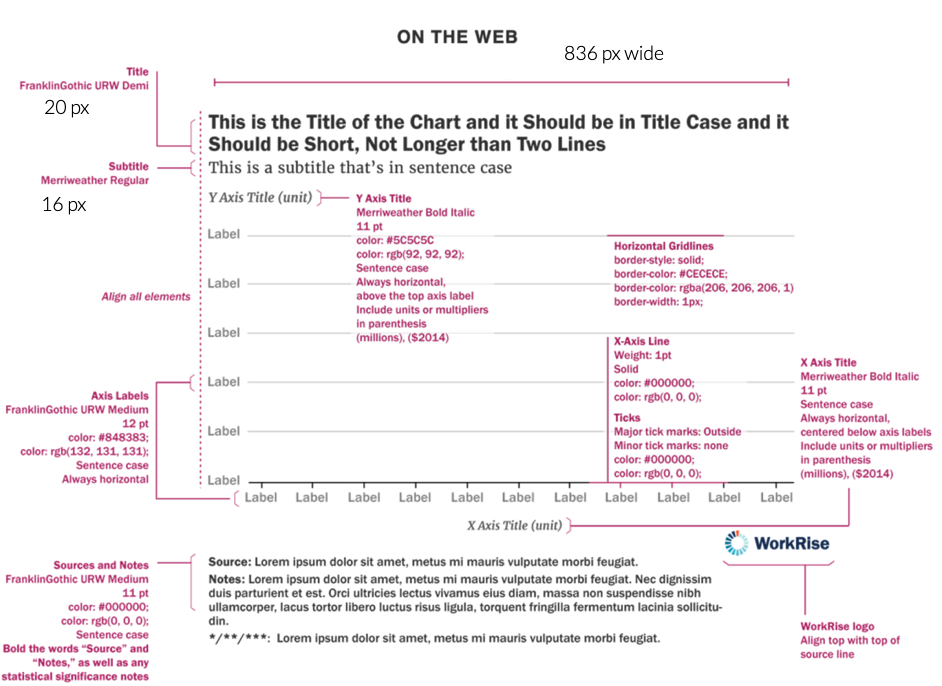 ON THE WEB
836 px wide
Title
FranklinGothic URW Demi
20 px
This is the Title of the Chart and it Should be in Title Case and it
Should be Short, Not Longer than Two Lines
Subtitle
Merriweather Regular
16 px
This is a subtitle that's in sentence case
Y Axis Title (unit)
Y Axis Title
Merriweather Bold Italic
11 pt
color: #5C5C5C
color: rgb(92, 92, 92);
Sentence case
Always horizontal,
above the top axis label
Include units or multipliers
in parenthesis
(millions), ($2014)
Label
Label
Label
Label
Label
Label
Horizontal Gridlines
border-style: solid;
border-color: #CECECE;
border-color: rgba(206, 206, 206, 1)
border-width: 1px;
Align all elements
X-Axis Line
Weight: 1pt
Solid
color: #000000;
color: rgb(0, 0, 0);
Ticks
Major tick marks: Outside
Minor tick marks: none
color: #000000;
color: rgb(0, 0, 0);
X Axis Title
Merriweather Bold Italic
11 pt
Sentence case
Always horizontal,
centered below axis labels
Include units or multipliers
in parenthesis
(millions), ($2014)
Axis Labels
FranklinGothic URW Medium
12 pt
color: #848383;
color: rgb(132, 131, 131);
Sentence case
Always horizontal
Label Label Label Label Label Label Label Label Label Label Label
X Axis Title (unit)
WorkRise
Sources and Notes
FranklinGothic URW Medium
11 pt
color: #000000;
color: rgb(0, 0, 0);
Sentence case
Bold the words “Source” and
“Notes,” as well as any
statistical significance notes
Source: Lorem ipsum dolor sit amet, metus mi mauris vulputate morbi feugiat.
Notes: Lorem ipsum dolor sit amet, metus mi mauris vulputate morbi feugiat. Nec dignissim
duis parturient et est. Orci ultricies lectus vivamus eius diam, massa non suspendisse nibh
ullamcorper, lacus tortor libero luctus risus ligula, torquent fringilla fermentum lacinia sollicitu-
din.
*/**/***: Lorem ipsum dolor sit amet, metus mi mauris vulputate morbi feugiat.
WorkRise logo
Align top with top of
source line